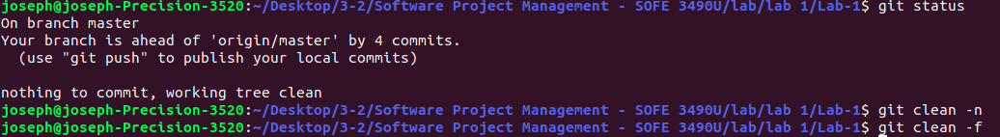 joseph@joseph-Precision-3520:~/Desktop/3-2/Software Project Management - SOFE 3490U/lab/lab 1/Lab-1$ git status
On branch master
Your branch is ahead of 'origin/master' by 4 commits.
  (use "git push" to publish your local commits)

nothing to commit, working tree clean
joseph@joseph-Precision-3520:~/Desktop/3-2/Software Project Management - SOFE 3490U/lab/lab 1/Lab-1$ git clean -n
joseph@joseph-Precision-3520:~/Desktop/3-2/Software Project Management - SOFE 3490U/lab/lab 1/Lab-1$ git clean -f